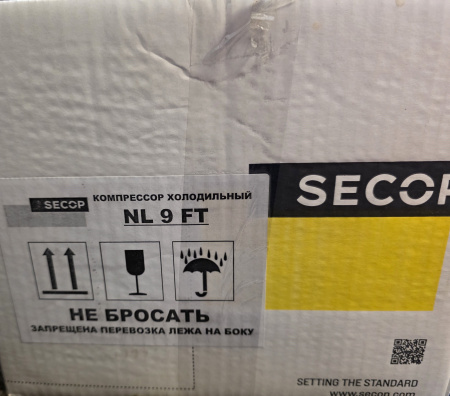 SECOP
КОМПРЕССОР ХОЛОДИЛЬНЫЙ
NL 9 FT
НЕ БРОСАТЬ
ЗАПРЕЩЕНА ПЕРЕВОЗКА ЛЕЖА НА БОКУ
SECOP
SETTING THE STANDARD
www.secop.com